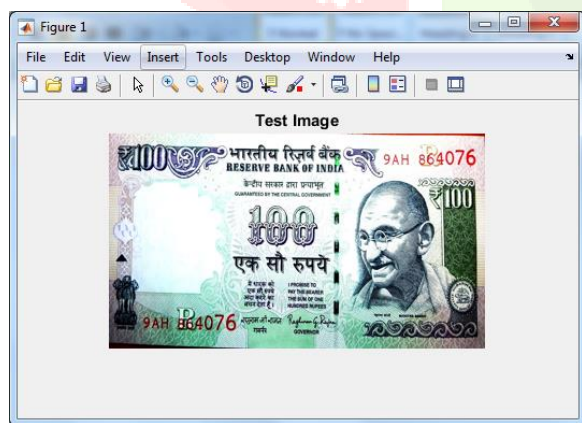 Figure 1
File Edit View Insert Tools Desktop Window Help
Test Image
₹100
भारतीय रिज़र्व बैंक
RESERVE BANK OF INDIA
9AH 864076
केन्द्रीय सरकार द्वारा प्रत्याभूत
GUARANTEED BY THE CENTRAL GOVERNMENT
₹100
100
एक सौ रुपये
I PROMISE TO
PAY THE BEARER
THE SUM OF ONE
HUNDRED RUPEES
9AH 864076
GOVERNOR